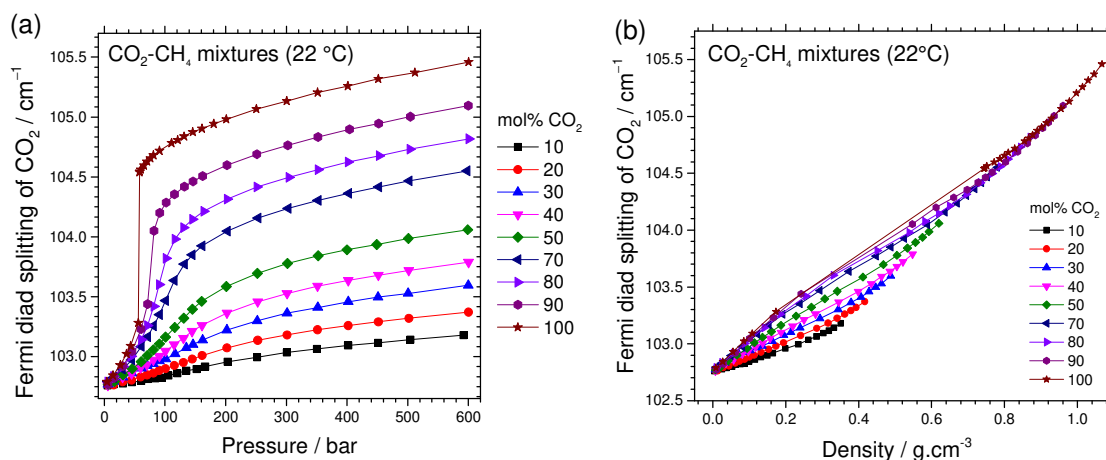 (a)
CO₂-CH₄ mixtures (22 °C)
Fermi diad splitting of CO₂ / cm⁻¹
105.5
105.0
104.5
104.0
103.5
103.0
0 100 200 300 400 500 600
Pressure / bar
mol% CO₂
10
20
30
40
50
70
80
90
100
(b)
CO₂-CH₄ mixtures (22°C)
Fermi diad splitting of CO₂ / cm⁻¹
105.5
105.0
104.5
104.0
103.5
103.0
102.5
0.0 0.2 0.4 0.6 0.8 1.0
Density / g.cm⁻³
mol% CO₂
10
20
30
40
50
70
80
90
100